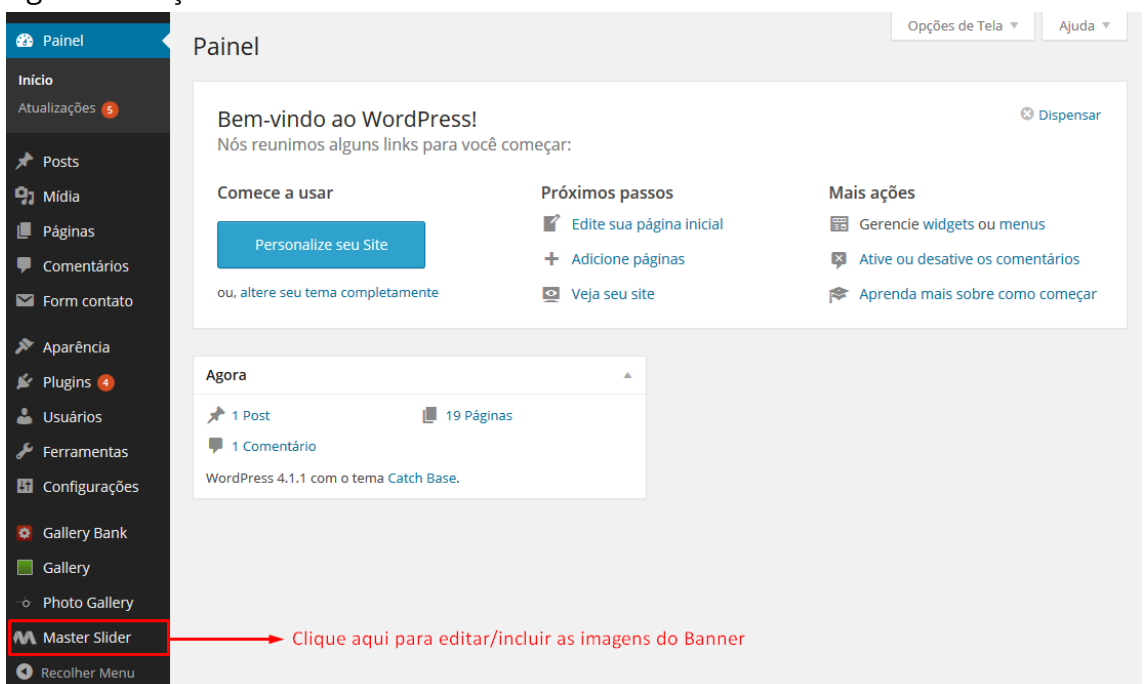 Opções de Tela
Ajuda
Painel
Início
Atualizações 5
Posts
Mídia
Páginas
Comentários
Form contato
Aparência
Plugins 4
Usuários
Ferramentas
Configurações
Gallery Bank
Gallery
Photo Gallery
Master Slider
Recolher Menu
Painel
Bem-vindo ao WordPress!
Dispensar
Nós reunimos alguns links para você começar:
Comece a usar
Personalize seu Site
ou, altere seu tema completamente
Próximos passos
Edite sua página inicial
Adicione páginas
Veja seu site
Mais ações
Gerencie widgets ou menus
Ative ou desative os comentários
Aprenda mais sobre como começar
Agora
1 Post
19 Páginas
1 Comentário
WordPress 4.1.1 com o tema Catch Base.
Clique aqui para editar/incluir as imagens do Banner